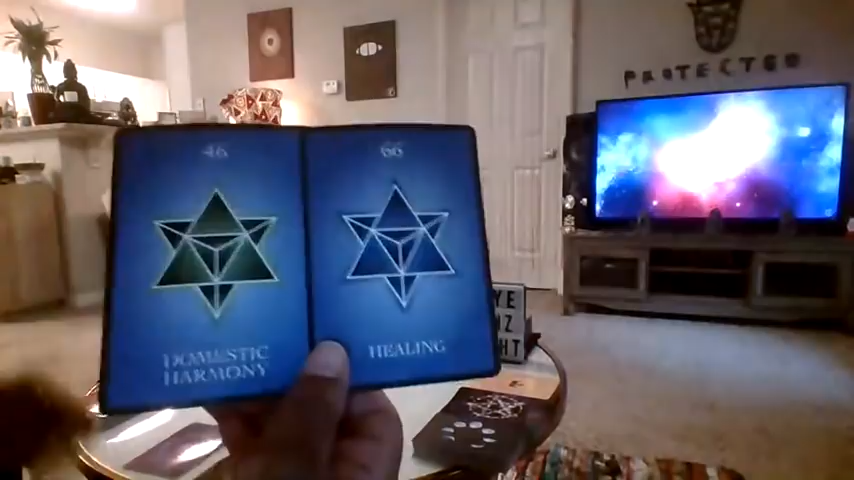 46
DOMESTIC
HARMONY
66
HEALING
PROTECTED